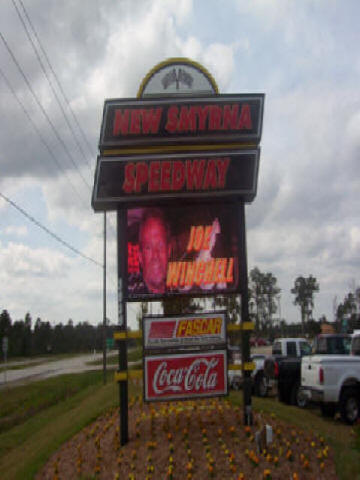 NEW SMYRNA
SPEEDWAY
JOE
WINCHELL
FASCAR
Coca-Cola